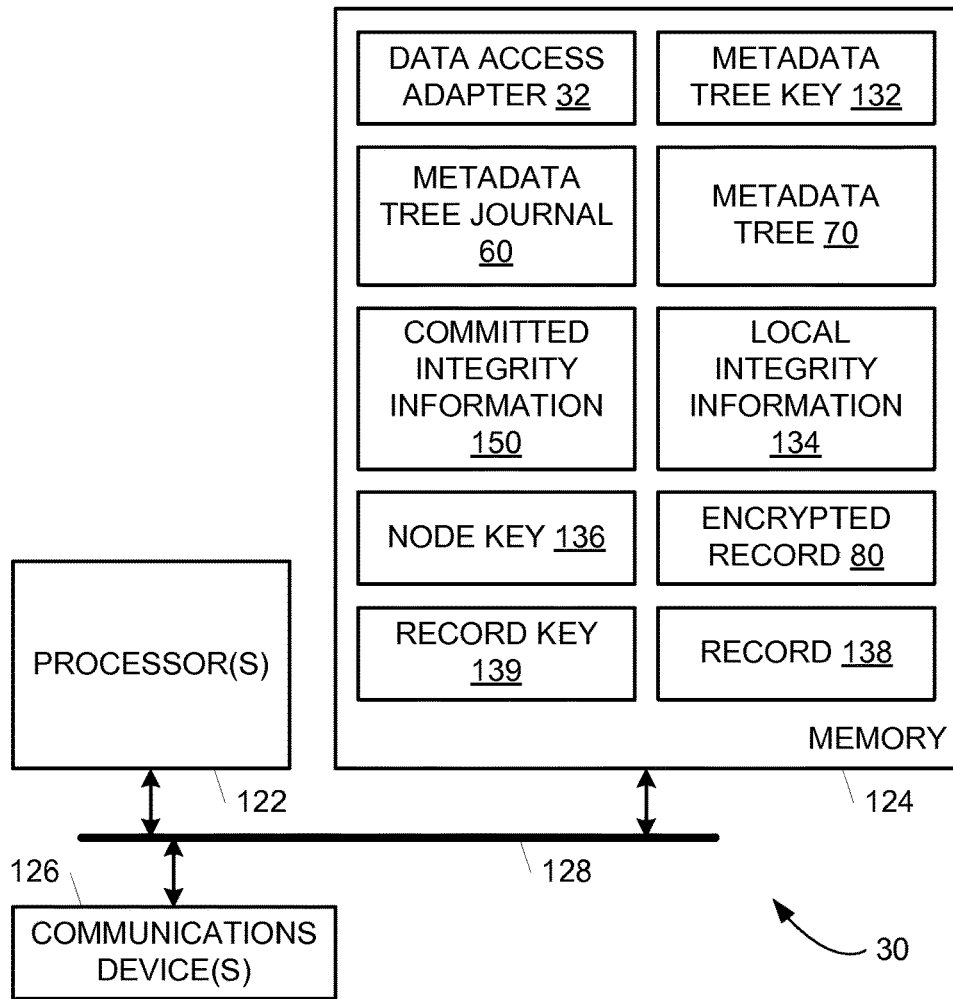 DATA ACCESS
ADAPTER 32
METADATA
TREE KEY 132
METADATA
TREE JOURNAL
60
METADATA
TREE 70
COMMITTED
INTEGRITY
INFORMATION
150
LOCAL
INTEGRITY
INFORMATION
134
NODE KEY 136
ENCRYPTED
RECORD 80
RECORD KEY
139
RECORD 138
MEMORY
PROCESSOR(S)
122
124
126
128
COMMUNICATIONS
DEVICE(S)
30